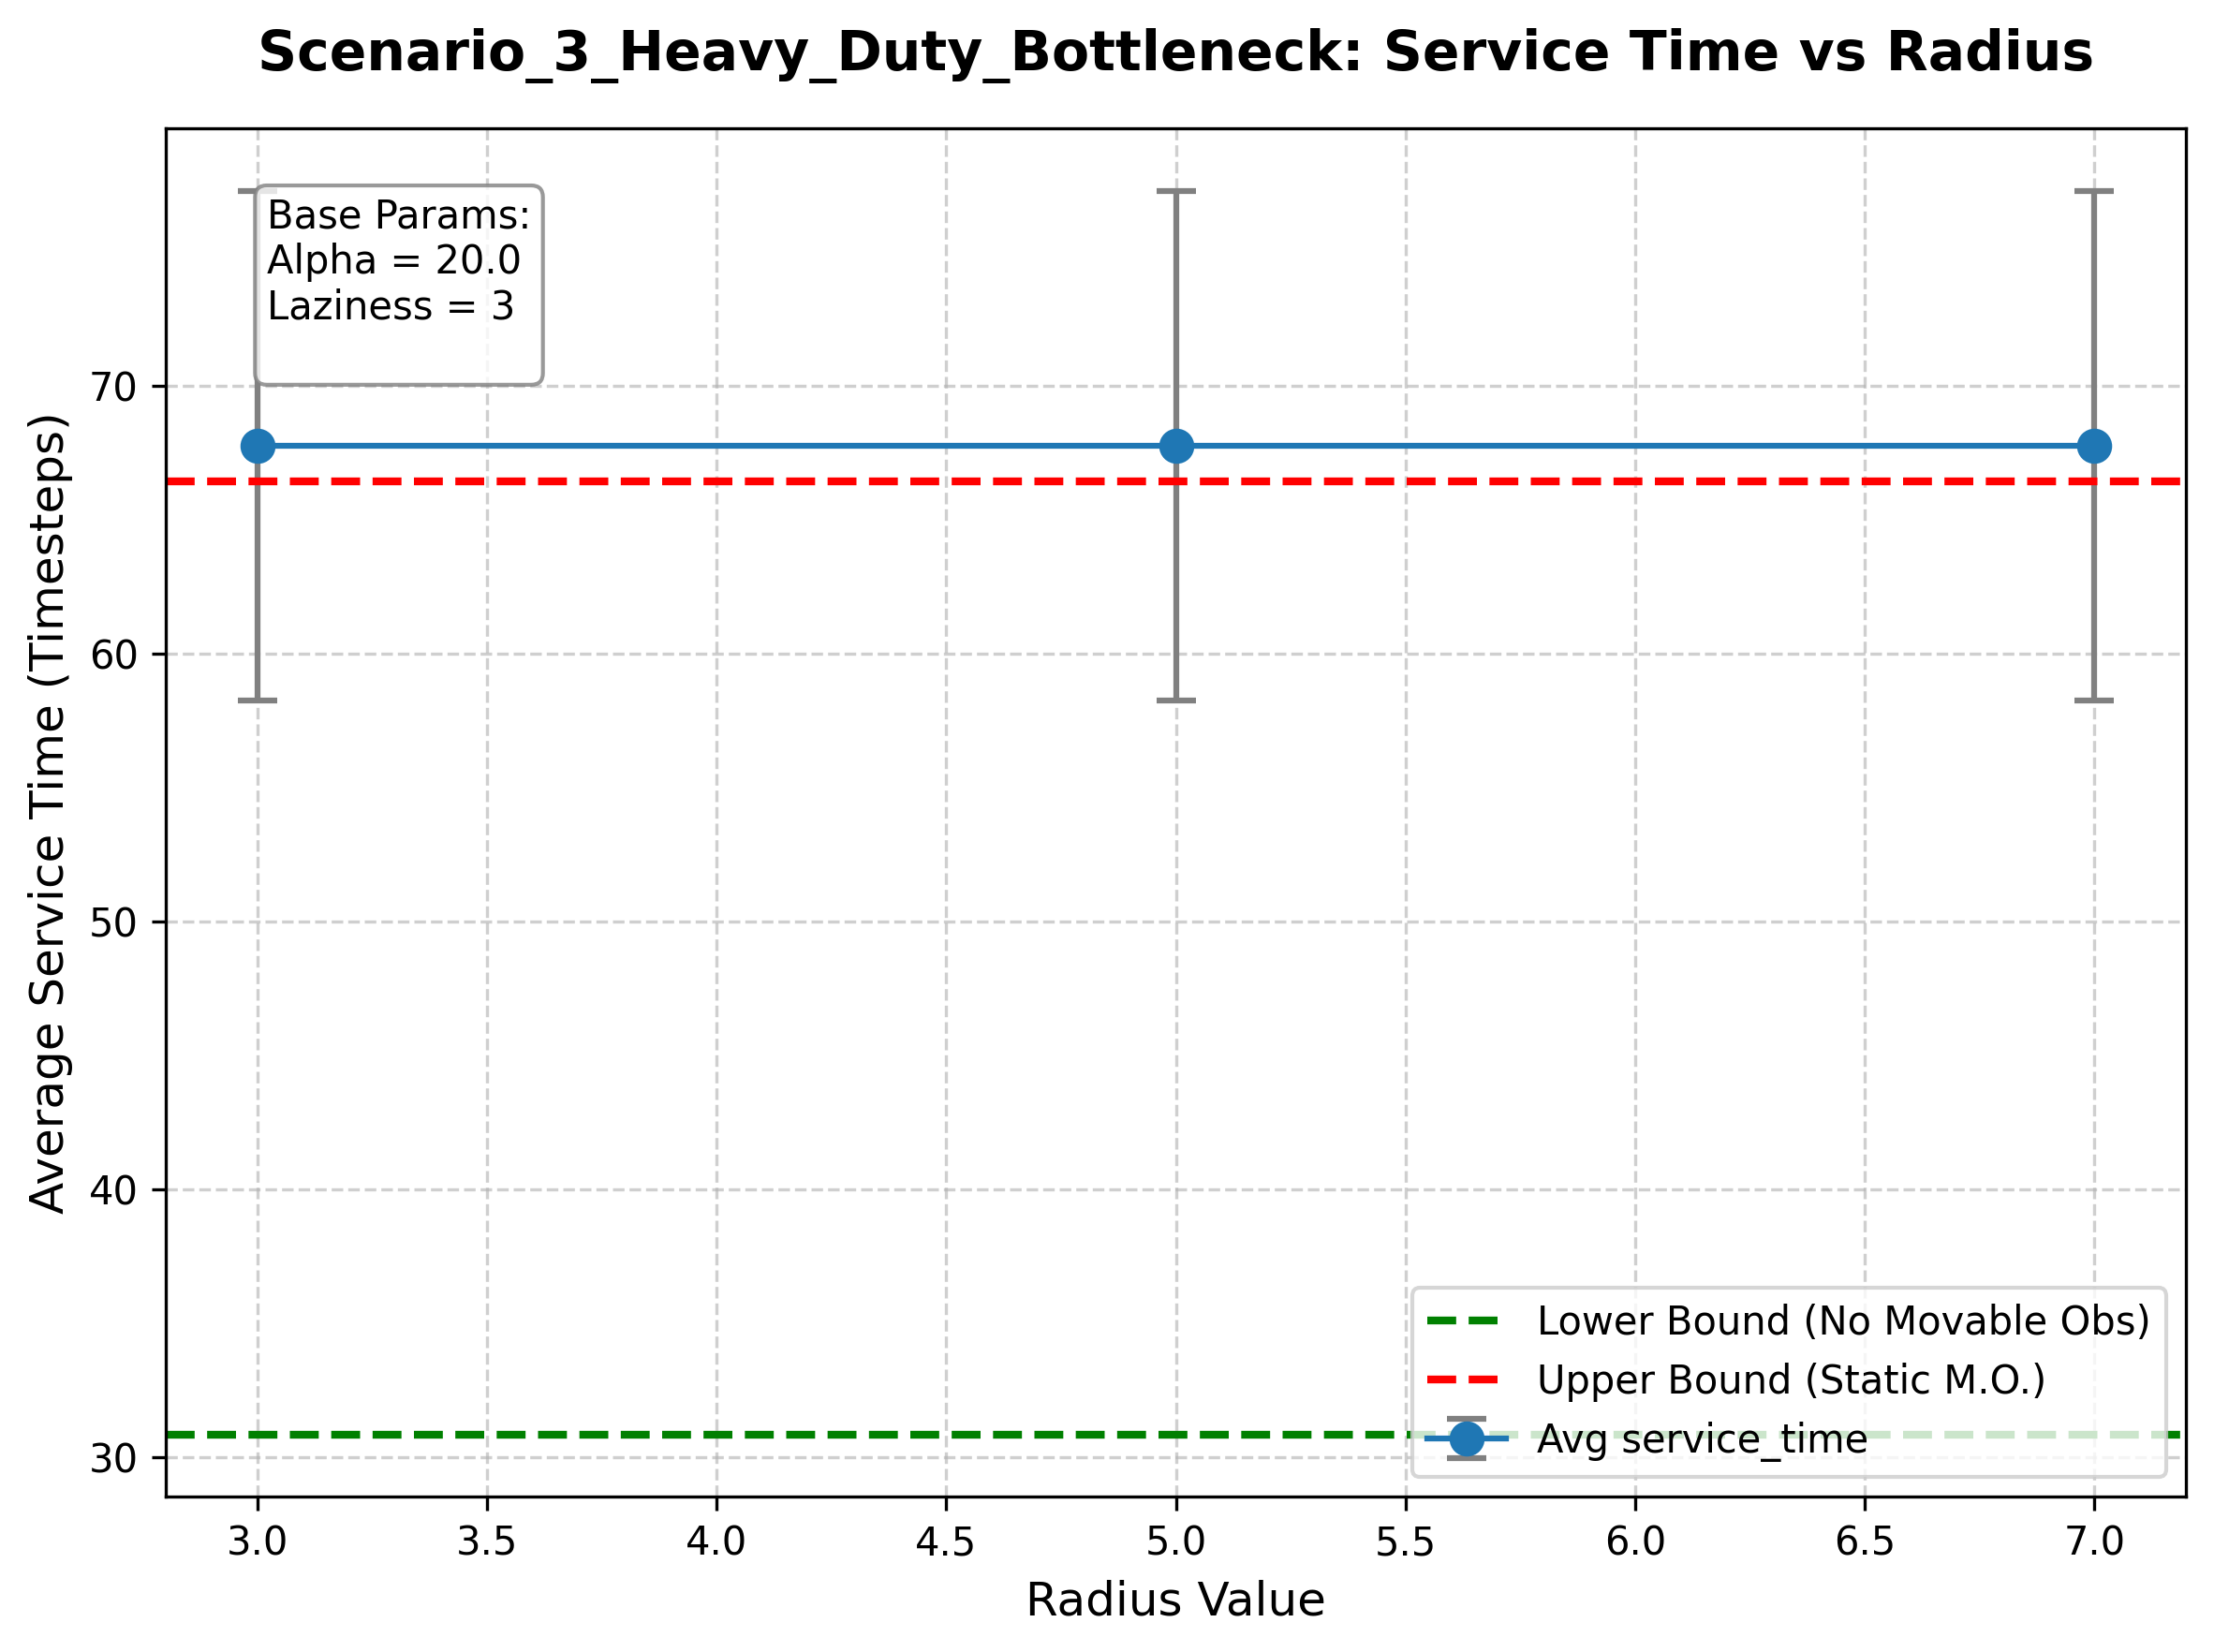 Scenario_3_Heavy_Duty_Bottleneck: Service Time vs Radius
Base Params:
Alpha = 20.0
Laziness = 3
Average Service Time (Timesteps)
70
60
50
40
30
Lower Bound (No Movable Obs)
Upper Bound (Static M.O.)
Avg service_time
3.0 3.5 4.0 4.5 5.0 5.5 6.0 6.5 7.0
Radius Value